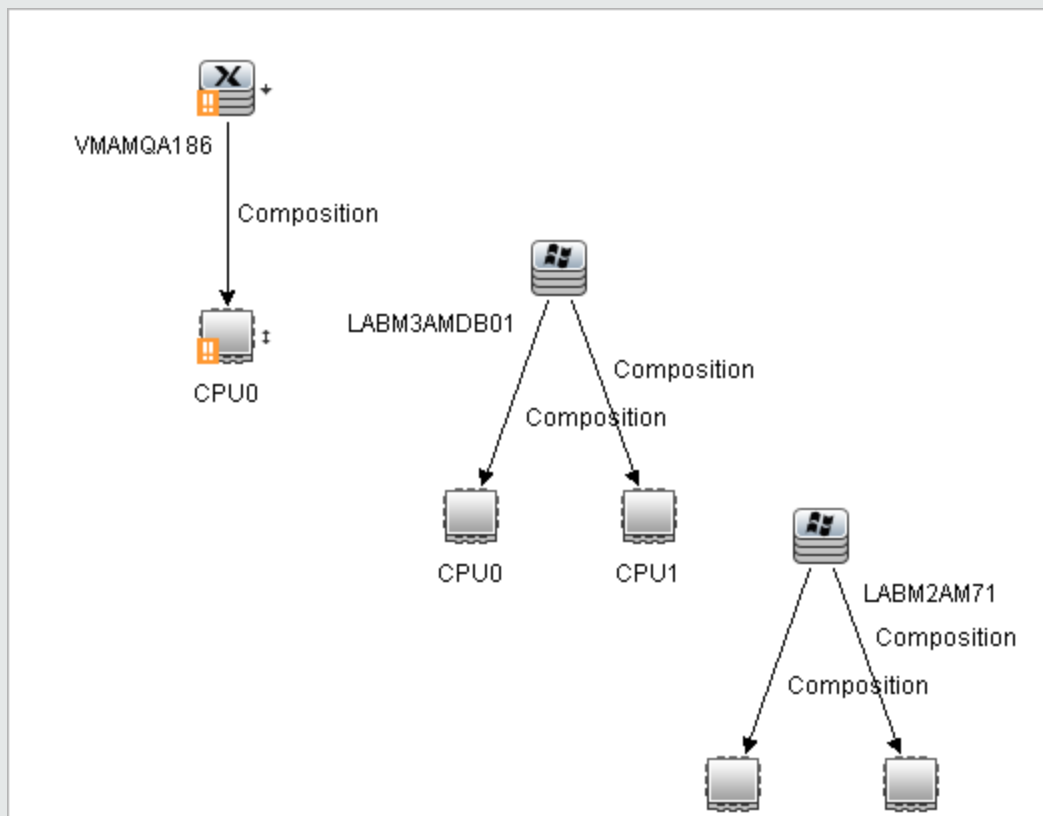 VMAMQA186
Composition
CPU0
LABM3AMDB01
Composition
Composition
CPU0
CPU1
LABM2AM71
Composition
Composition